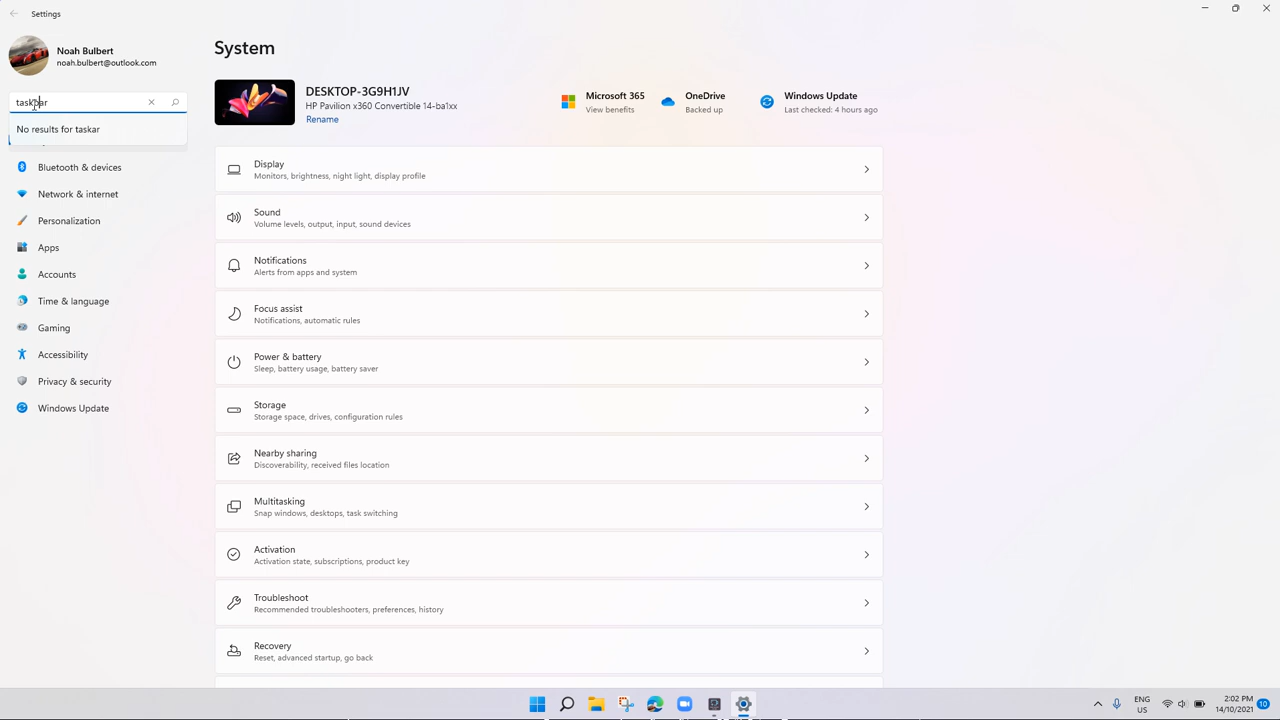 Settings
Noah Bulbert
noah.bulbert@outlook.com
taskbar
No results for taskar
Bluetooth & devices
Network & internet
Personalization
Apps
Accounts
Time & language
Gaming
Accessibility
Privacy & security
Windows Update
System
DESKTOP-3G9H1JV
HP Pavilion x360 Convertible 14-ba1xx
Rename
Microsoft 365
View benefits
OneDrive
Backed up
Windows Update
Last checked: 4 hours ago
Display
Monitors, brightness, night light, display profile
Sound
Volume levels, output, input, sound devices
Notifications
Alerts from apps and system
Focus assist
Notifications, automatic rules
Power & battery
Sleep, battery usage, battery saver
Storage
Storage space, drives, configuration rules
Nearby sharing
Discoverability, received files location
Multitasking
Snap windows, desktops, task switching
Activation
Activation state, subscriptions, product key
Troubleshoot
Recommended troubleshooters, preferences, history
Recovery
Reset, advanced startup, go back
ENG
US
2:02 PM
14/10/2021
10